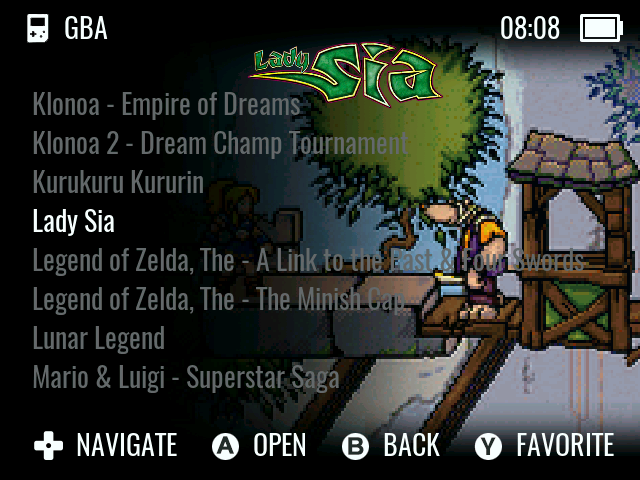 GBA
08:08
Lady Sia
Klonoa - Empire of Dreams
Klonoa 2 - Dream Champ Tournament
Kurukuru Kururin
Lady Sia
Legend of Zelda, The - A Link to the Past & Four Swords
Legend of Zelda, The - The Minish Cap
Lunar Legend
Mario & Luigi - Superstar Saga
NAVIGATE
A OPEN
B BACK
Y FAVORITE